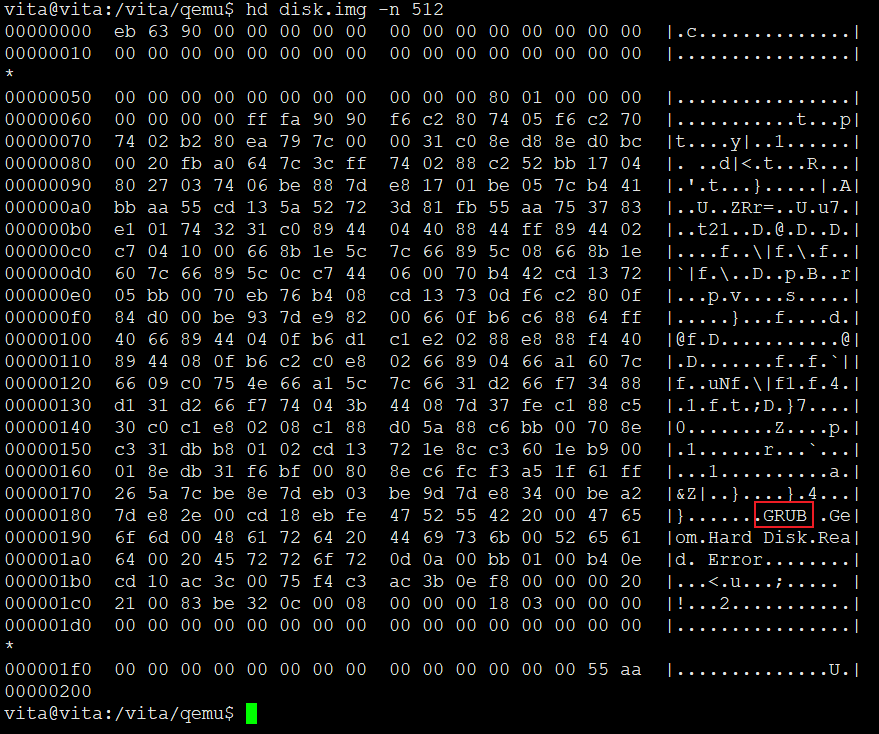 vita@vita:/vita/qemu$ hd disk.img -n 512
00000000  eb 63 90 00 00 00 00 00  00 00 00 00 00 00 00 00  |.c..............|
00000010  00 00 00 00 00 00 00 00  00 00 00 00 00 00 00 00  |................|
*
00000050  00 00 00 00 00 00 00 00  00 00 00 80 01 00 00 00  |................|
00000060  00 00 00 00 ff fa 90 90  f6 c2 80 74 05 f6 c2 70  |...........t...p|
00000070  74 02 b2 80 ea 79 7c 00  00 31 c0 8e d8 8e d0 bc  |t....y|..1......|
00000080  00 20 fb a0 64 7c 3c ff  74 02 88 c2 52 bb 17 04  |. ..d|<.t...R...|
00000090  80 27 03 74 06 be 88 7d  e8 17 01 be 05 7c b4 41  |.'.t...}.....|.A|
000000a0  bb aa 55 cd 13 5a 52 72  3d 81 fb 55 aa 75 37 83  |..U..ZRr=..U.u7.|
000000b0  e1 01 74 32 31 c0 89 44  04 40 88 44 ff 89 44 02  |..t21..D.@.D..D.|
000000c0  c7 04 10 00 66 8b 1e 5c  7c 66 89 5c 08 66 8b 1e  |....f..\|f.\.f..|
000000d0  60 7c 66 89 5c 0c c7 44  06 00 70 b4 42 cd 13 72  |`|f.\..D..p.B..r|
000000e0  05 bb 00 70 eb 76 b4 08  cd 13 73 0d f6 c2 80 0f  |...p.v....s.....|
000000f0  84 d0 00 be 93 7d e9 82  00 66 0f b6 c6 88 64 ff  |.....}...f....d.|
00000100  40 66 89 44 04 0f b6 d1  c1 e2 02 88 e8 88 f4 40  |@f.D...........@|
00000110  89 44 08 0f b6 c2 c0 e8  02 66 89 04 66 a1 60 7c  |.D.......f..f.`||
00000120  66 09 c0 75 4e 66 a1 5c  7c 66 31 d2 66 f7 34 88  |f..uNf.\|f1.f.4.|
00000130  d1 31 d2 66 f7 74 04 3b  44 08 7d 37 fe c1 88 c5  |.1.f.t.;D.}7....|
00000140  30 c0 c1 e8 02 08 c1 88  d0 5a 88 c6 bb 00 70 8e  |0........Z....p.|
00000150  c3 31 db b8 01 02 cd 13  72 1e 8c c3 60 1e b9 00  |.1......r...`...|
00000160  01 8e db 31 f6 bf 00 80  8e c6 fc f3 a5 1f 61 ff  |...1..........a.|
00000170  26 5a 7c be 8e 7d eb 03  be 9d 7d e8 34 00 be a2  |&Z|..}....}.4...|
00000180  7d e8 2e 00 cd 18 eb fe  47 52 55 42 20 00 47 65  |}.......GRUB .Ge|
00000190  6f 6d 00 48 61 72 64 20  44 69 73 6b 00 52 65 61  |om.Hard Disk.Rea|
000001a0  64 00 20 45 72 72 6f 72  0d 0a 00 bb 01 00 b4 0e  |d. Error........|
000001b0  cd 10 ac 3c 00 75 f4 c3  ac 3b 0e f8 00 00 00 20  |...<.u...;..... |
000001c0  21 00 83 be 32 0c 00 08  00 00 00 18 03 00 00 00  |!...2...........|
000001d0  00 00 00 00 00 00 00 00  00 00 00 00 00 00 00 00  |................|
*
000001f0  00 00 00 00 00 00 00 00  00 00 00 00 00 00 55 aa  |..............U.|
00000200
vita@vita:/vita/qemu$